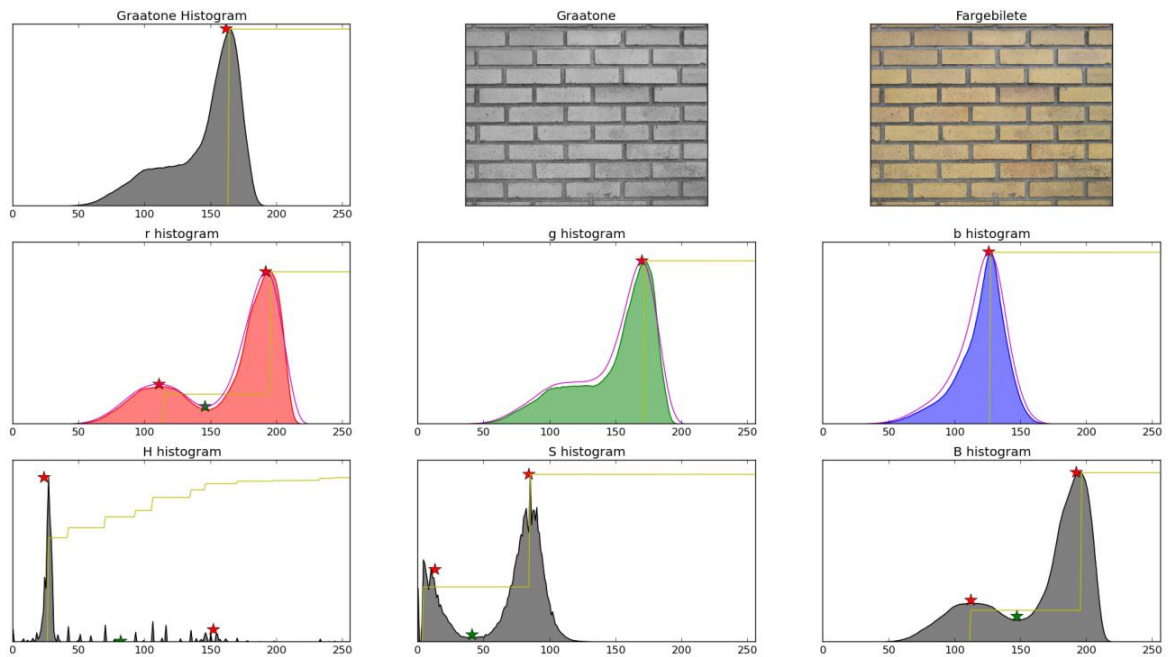 Graatone Histogram
Graatone
Fargebilete
0 50 100 150 200 250
r histogram
g histogram
b histogram
0 50 100 150 200 250
0 50 100 150 200 250
0 50 100 150 200 250
H histogram
S histogram
B histogram
0 50 100 150 200 250
0 50 100 150 200 250
0 50 100 150 200 250